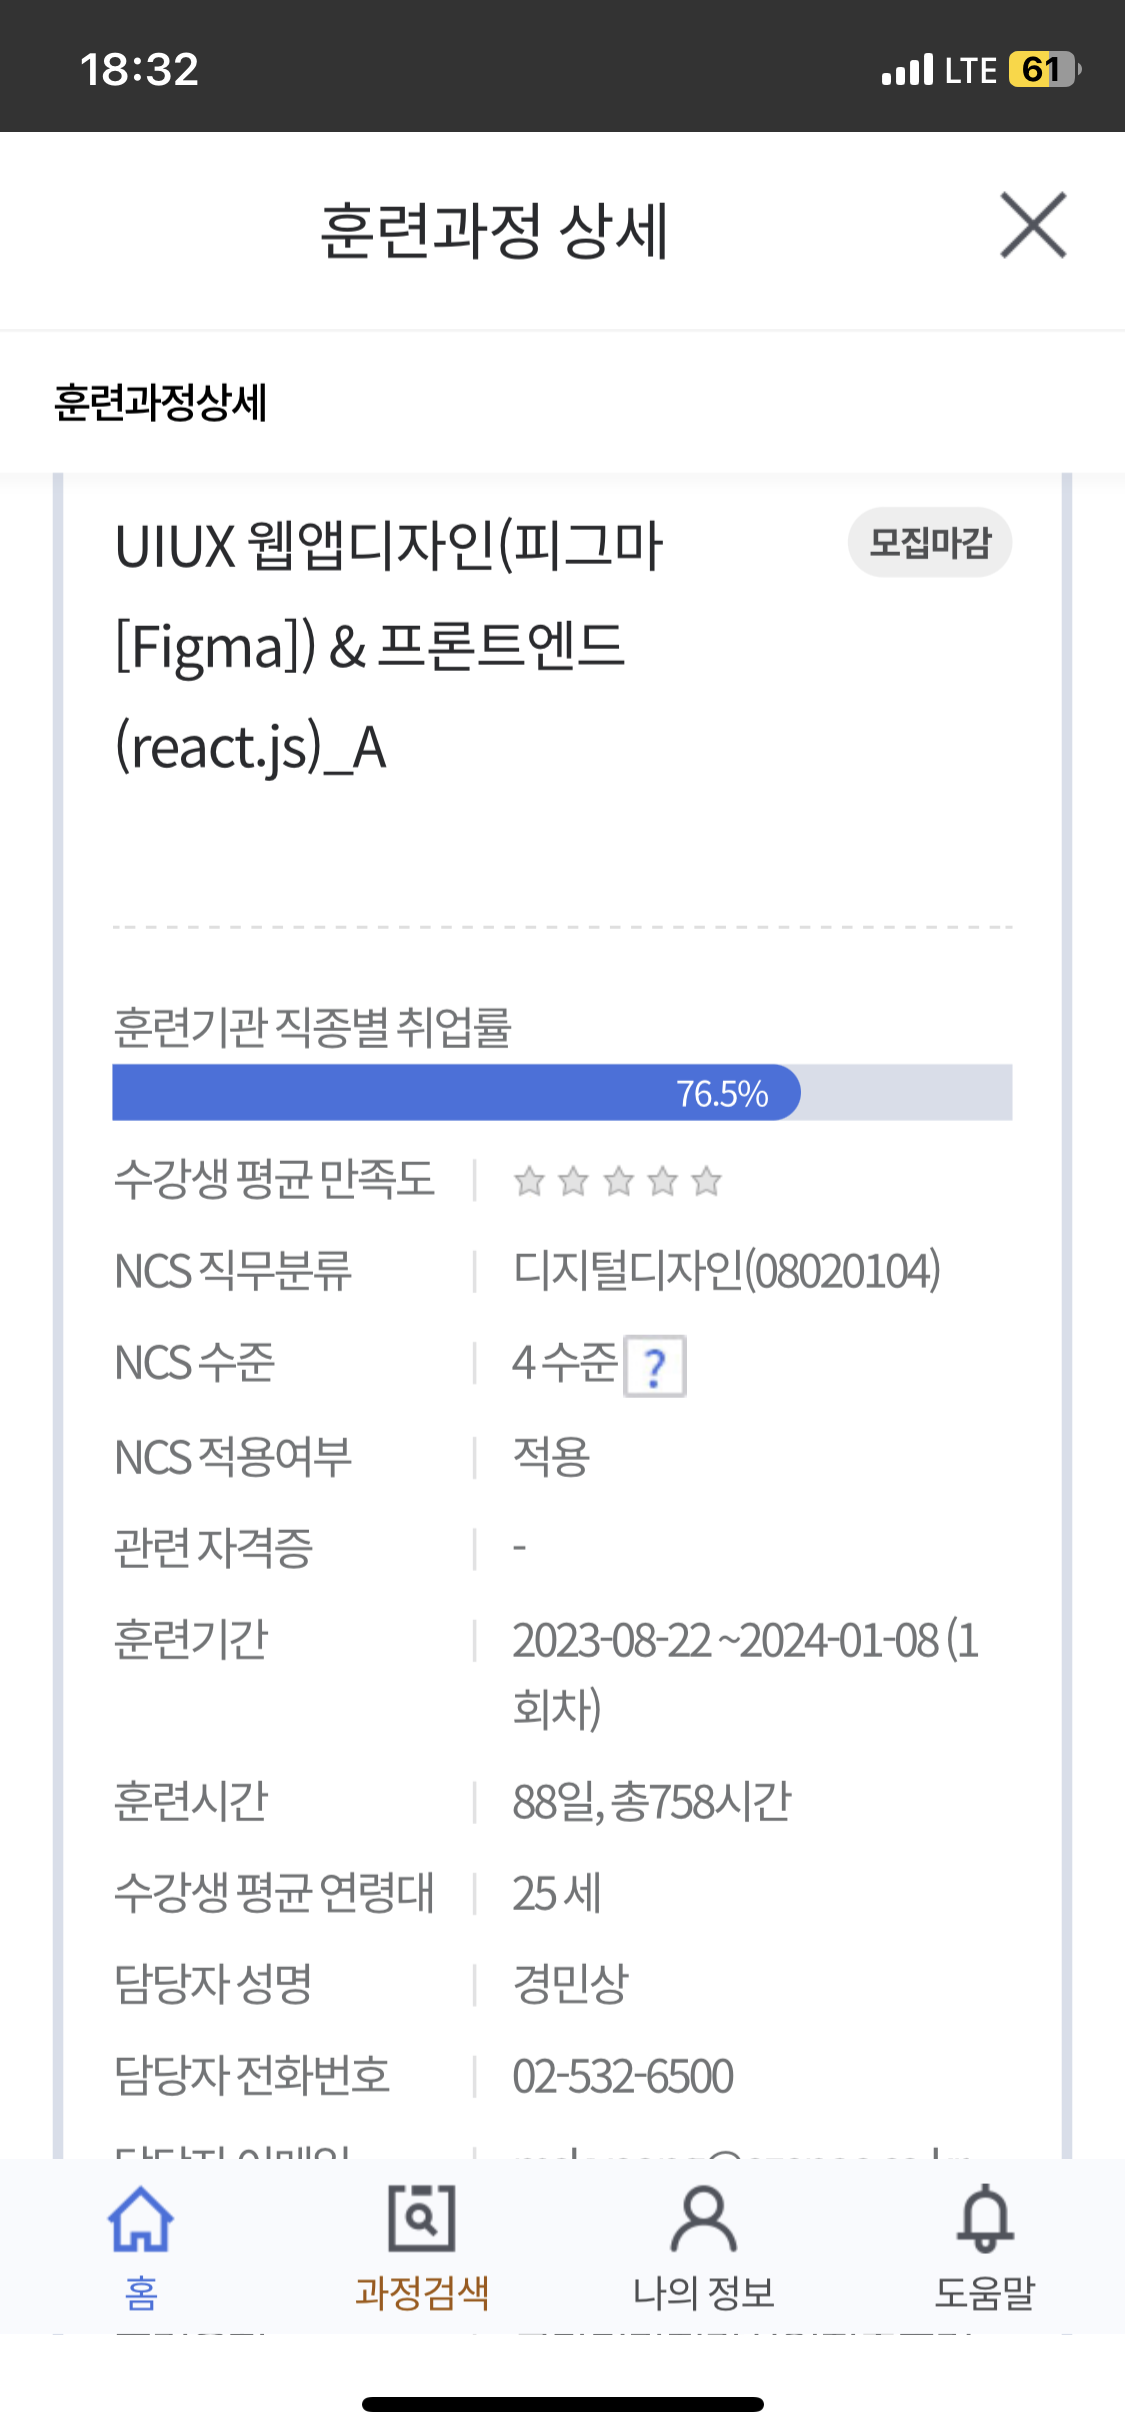 18:32
LTE 61
훈련과정 상세
훈련과정상세
UIUX 웹앱디자인(피그마
[Figma]) & 프론트엔드
(react.js)_A
모집마감
훈련기관 직종별 취업률
76.5%
수강생 평균 만족도
NCS 직무분류 디지털디자인(08020104)
NCS 수준 4 수준 ?
NCS 적용여부 적용
관련 자격증 -
훈련기간 2023-08-22 ~2024-01-08 (1
회차)
훈련시간 88일, 총758시간
수강생 평균 연령대 25 세
담당자 성명 경민상
담당자 전화번호 02-532-6500
홈 과정검색 나의 정보 도움말